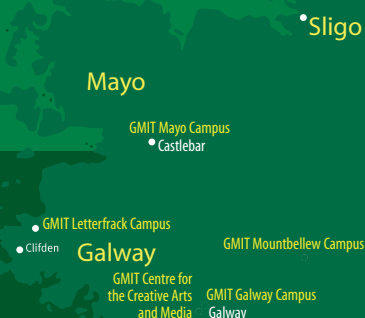 Sligo
Mayo
GMIT Mayo Campus
Castlebar
GMIT Letterfrack Campus
Clifden
Galway
GMIT Mountbellew Campus
GMIT Centre for
the Creative Arts
and Media
GMIT Galway Campus
Galway